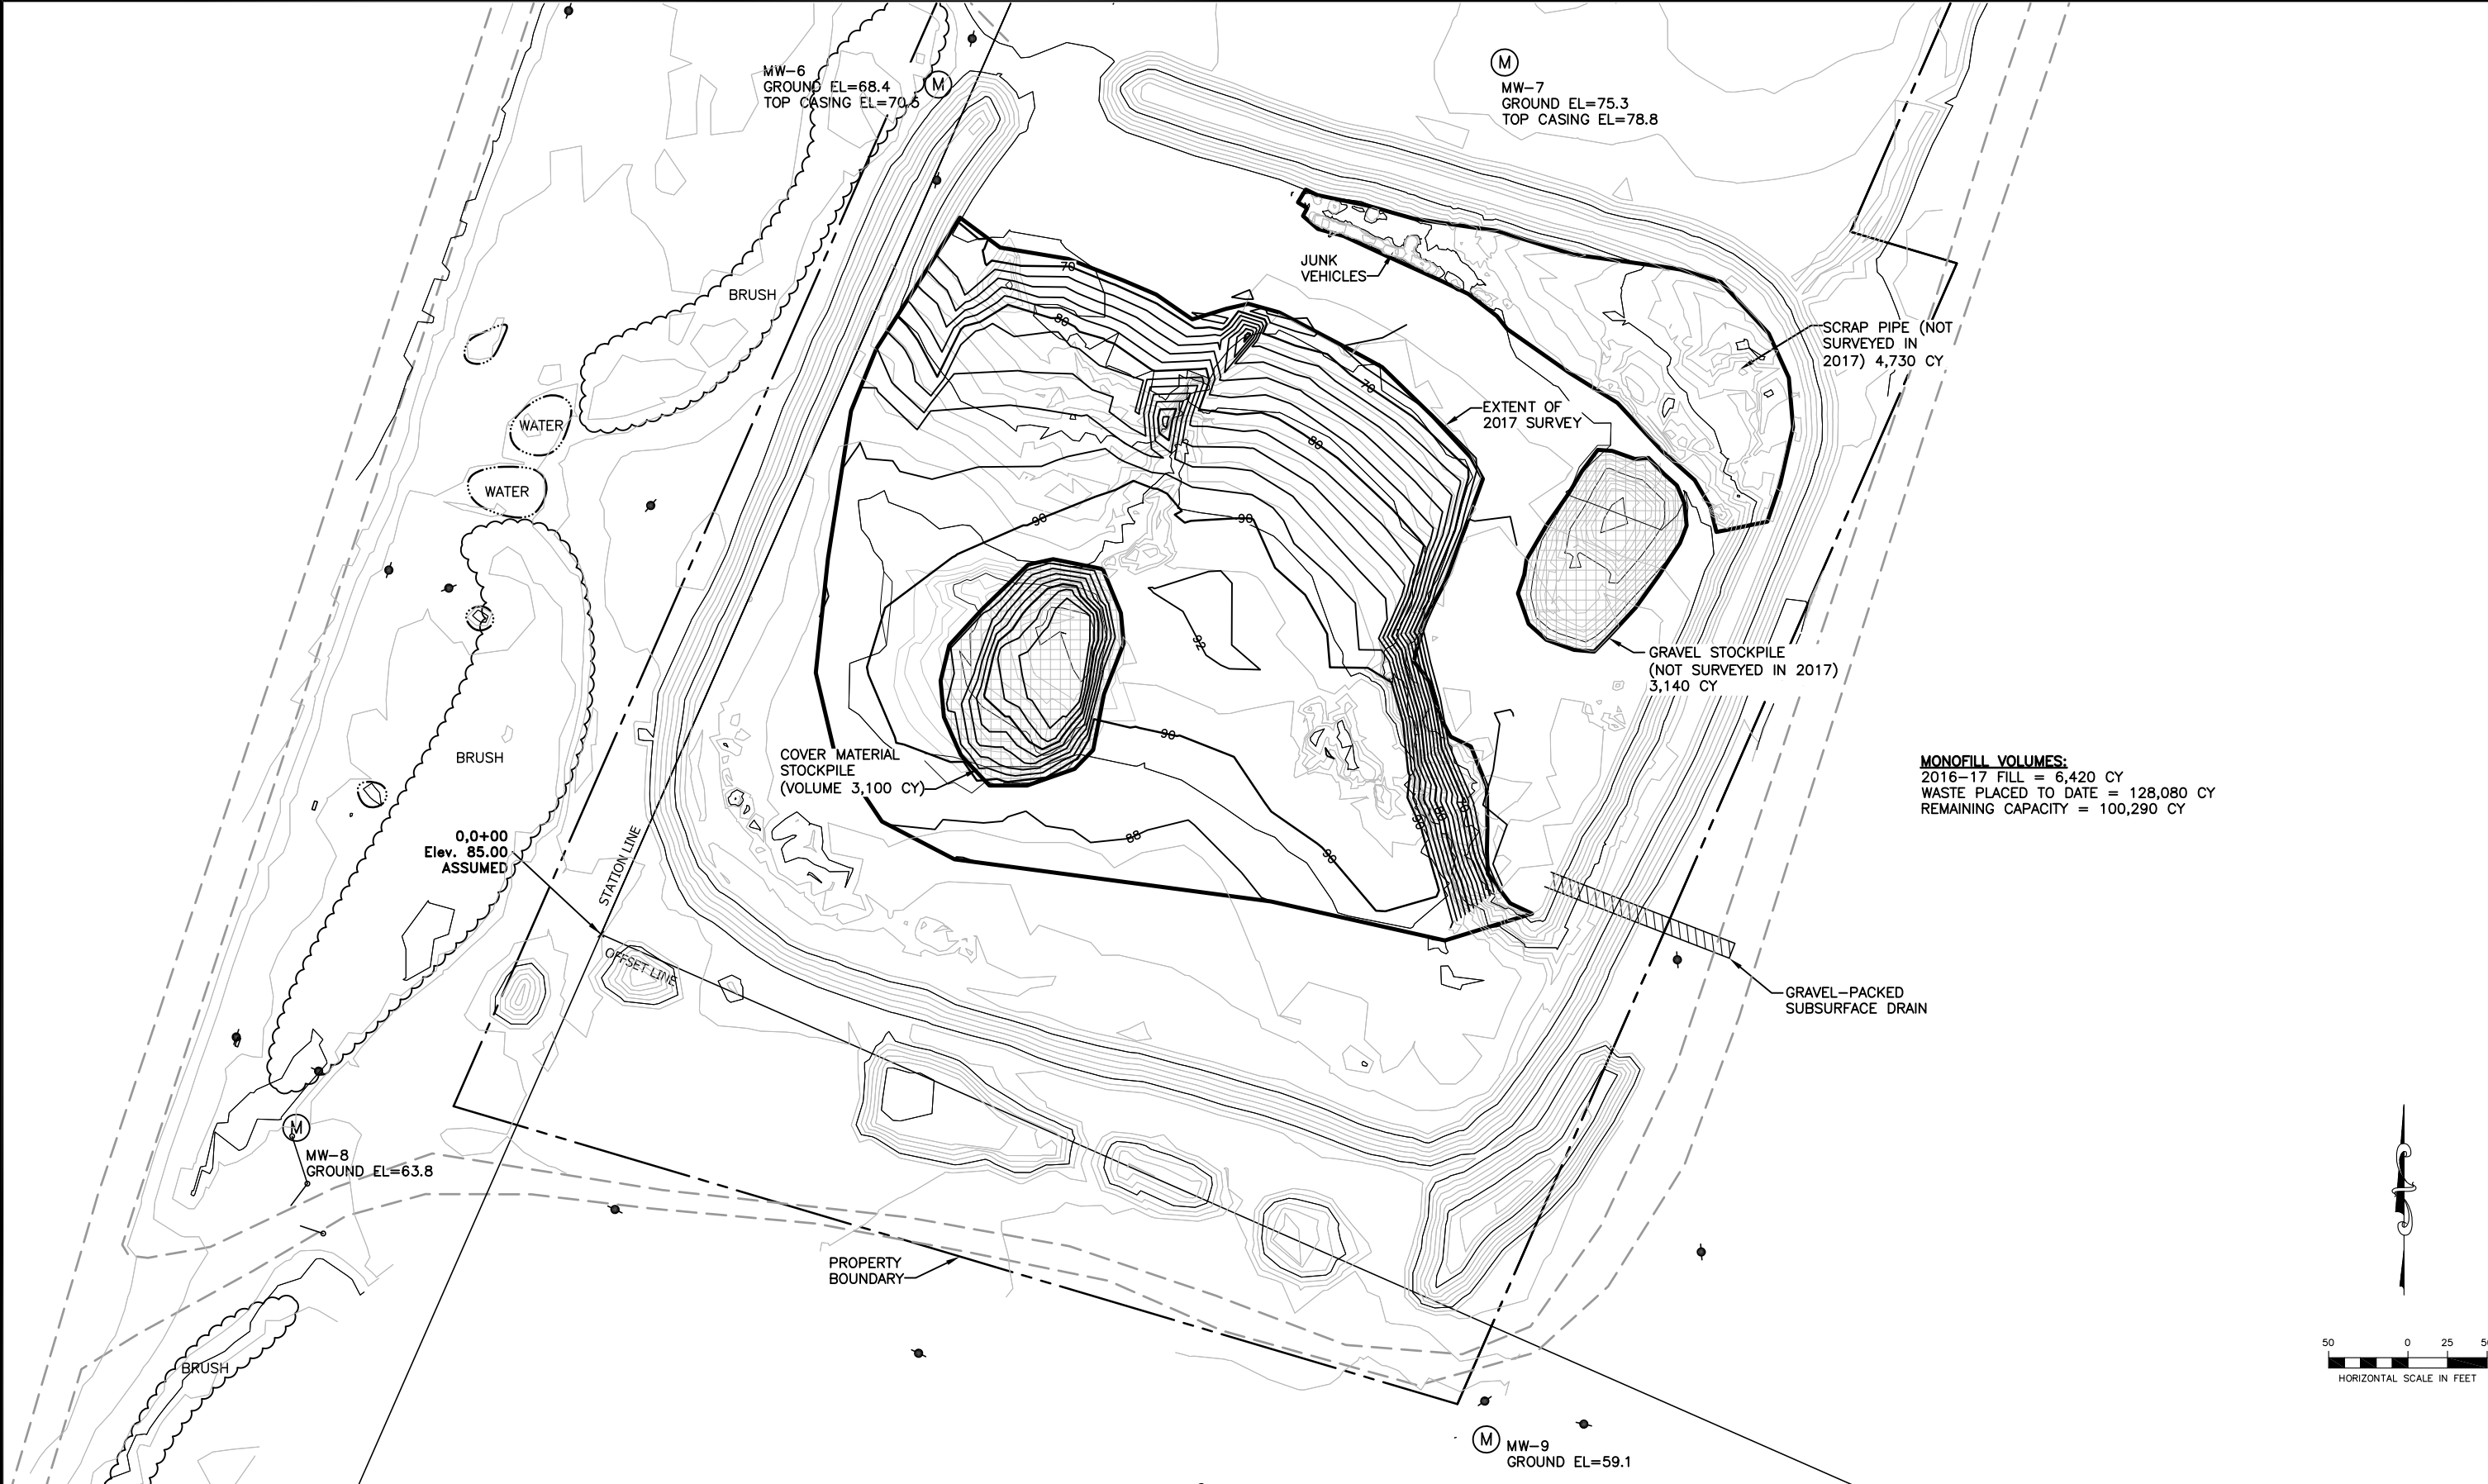 MW-6
GROUND EL=68.4
TOP CASING EL=70.5
M
M
MW-7
GROUND EL=75.3
TOP CASING EL=78.8
BRUSH
JUNK
VEHICLES
70
80
SCRAP PIPE (NOT
SURVEYED IN
2017) 4,730 CY
70
EXTENT OF
2017 SURVEY
80
WATER
WATER
90
90
92
GRAVEL STOCKPILE
(NOT SURVEYED IN 2017)
3,140 CY
90
BRUSH
COVER MATERIAL
STOCKPILE
(VOLUME 3,100 CY)
MONOFILL VOLUMES:
2016-17 FILL = 6,420 CY
WASTE PLACED TO DATE = 128,080 CY
REMAINING CAPACITY = 100,290 CY
0,0+00
Elev. 85.00
ASSUMED
STATION LINE
88
90
OFFSET LINE
GRAVEL-PACKED
SUBSURFACE DRAIN
M
MW-8
GROUND EL=63.8
PROPERTY
BOUNDARY
BRUSH
50 0 25
HORIZONTAL SCALE IN FEET
M
MW-9
GROUND EL=59.1